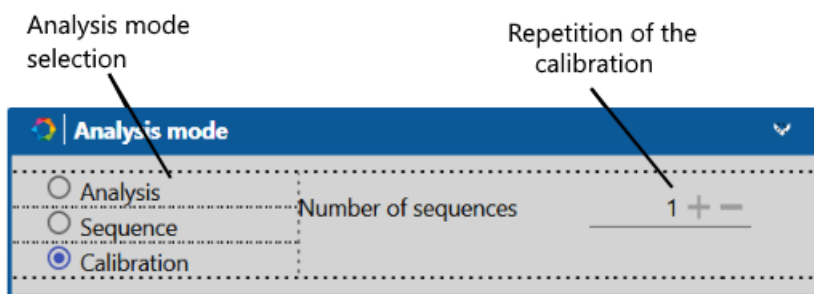 Analysis mode
selection
Repetition of the
calibration
Analysis mode
Analysis
Number of sequences 1
Sequence
Calibration